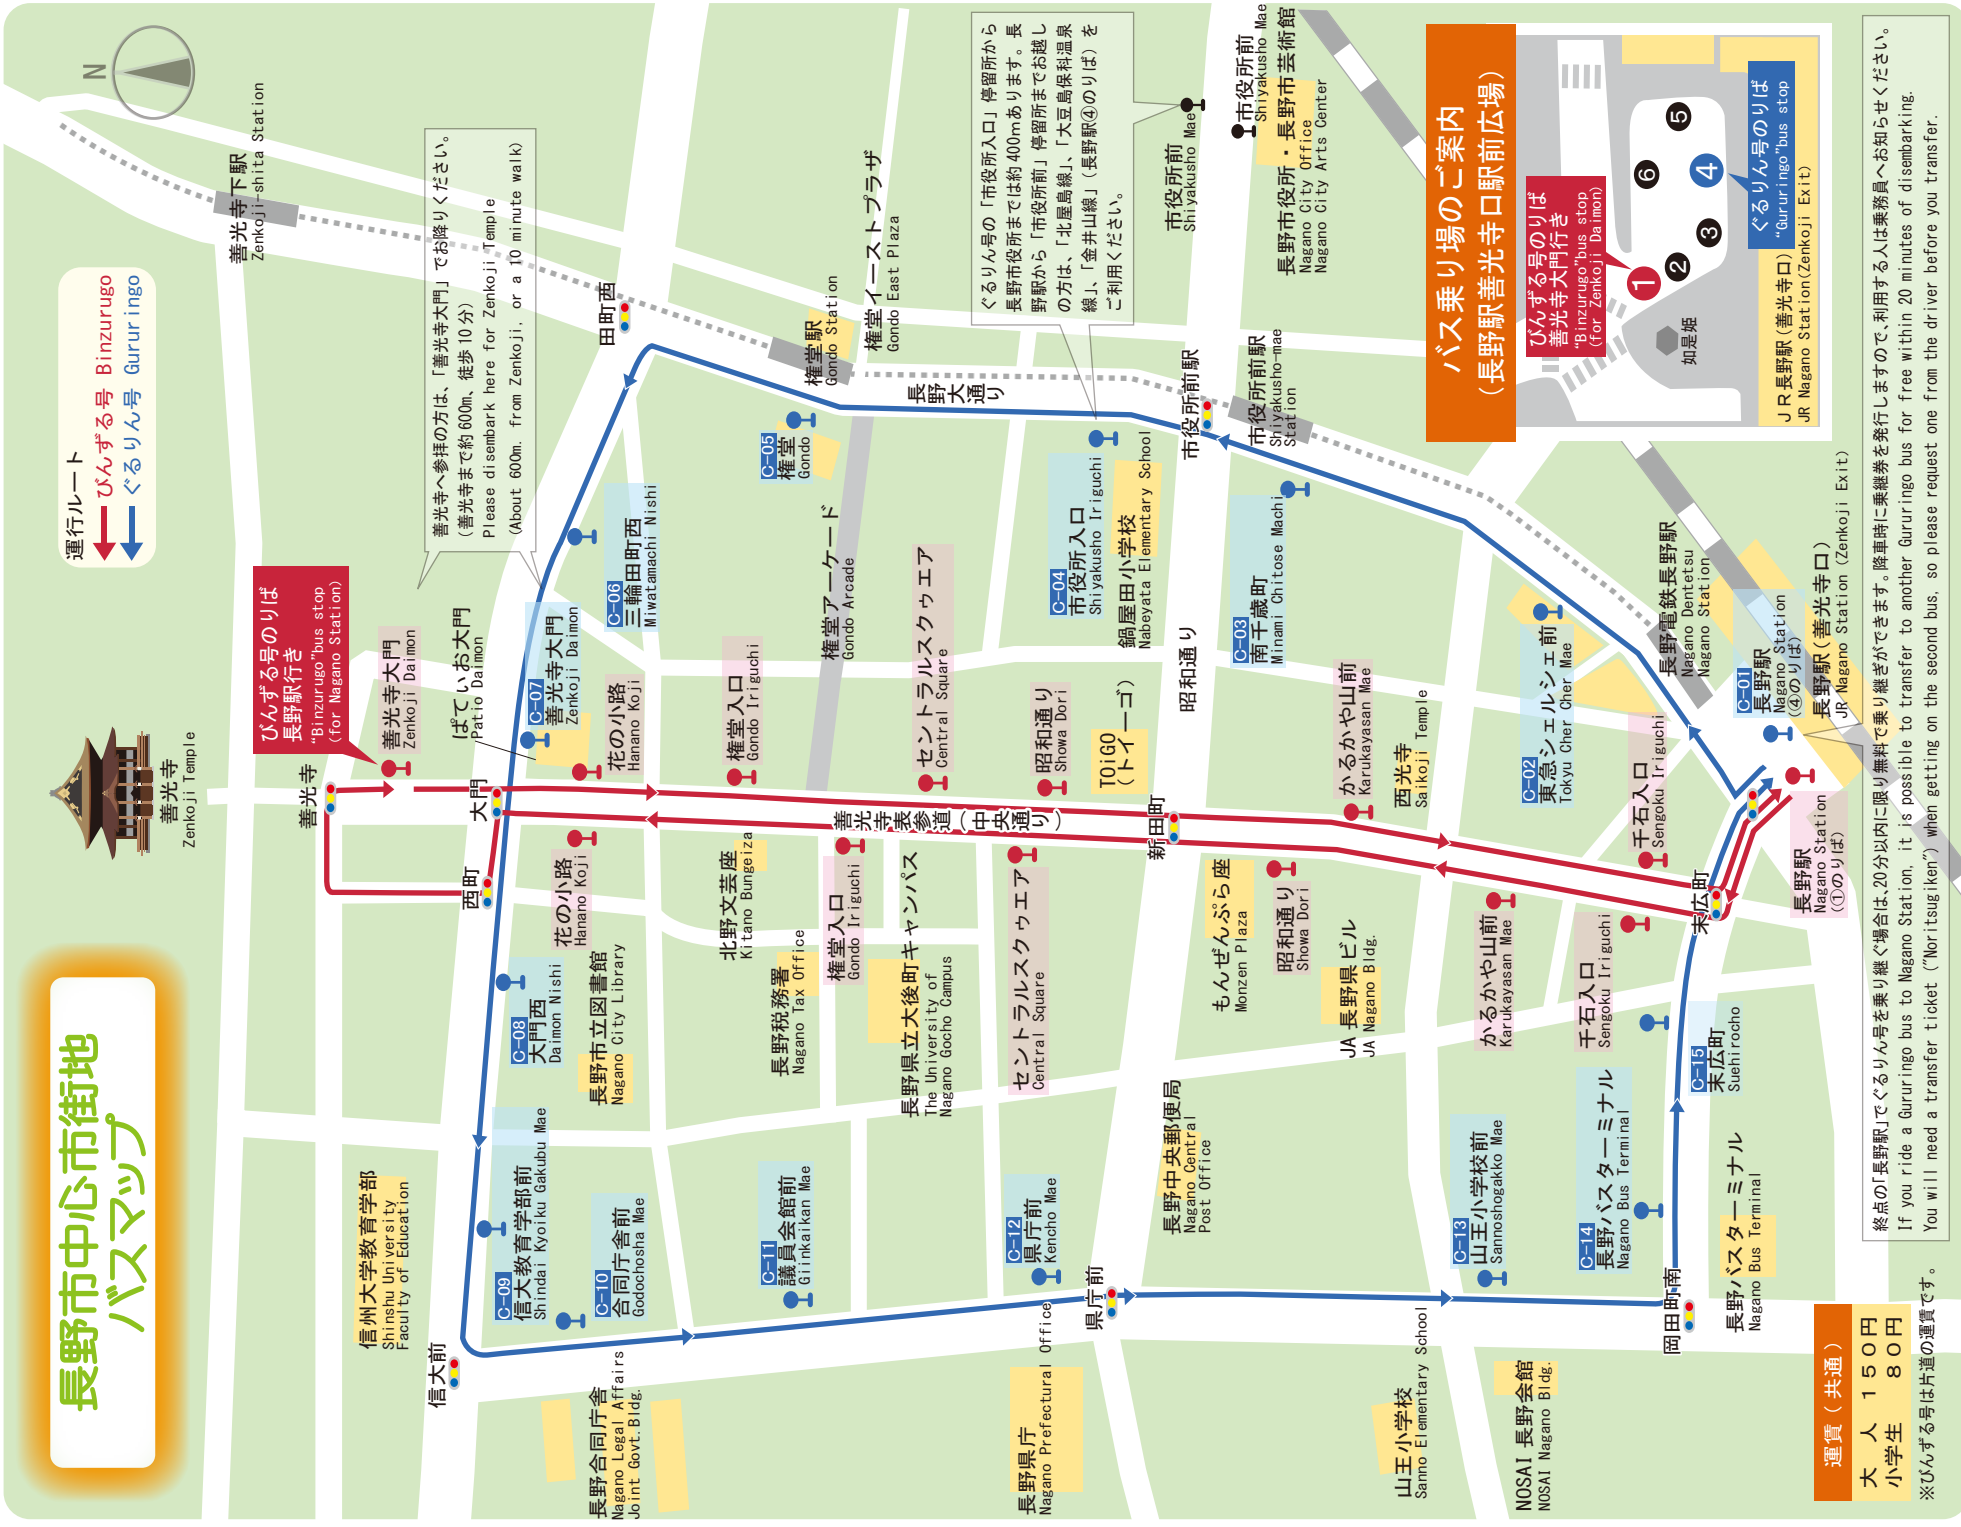 長野市中心市街地
バスマップ
善光寺
Zenkoji Temple
運行ルート
びんずる号 Binzurugo
ぐるりん号 Gururingo
N
善光寺下駅
Zenkoji-shita Station
びんずる号のりば
長野駅行き
"Binzurugo"bus stop
(for Nagano Station)
善光寺
善光寺大門
Zenkoji Daimon
善光寺へ参拝の方は、「善光寺大門」でお降りください。
(善光寺まで約600m、徒歩10分)
Please disembark here for Zenkoji Temple
(About 600m. from Zenkoji, or a 10 minute walk)
ぱてぃお大門
Patio Daimon
大門
西町
信大前
信州大学教育学部
Shinshu University
Faculty of Education
C-09
信大教育学部前
Shindai Kyoiku Gakubu Mae
C-08
大門西
Daimon Nishi
C-07
善光寺大門
Zenkoji Daimon
C-06
三輪田町西
Miwatamachi Nishi
田町西
花の小路
Hanano Koji
花の小路
Hanano Koji
長野市立図書館
Nagano City Library
C-10
合同庁舎前
Godochosha Mae
長野合同庁舎
Nagano Legal Affairs
Joint Govt.Bldg.
北野文芸座
Kitano Bungeiza
権堂入口
Gondo Iriguchi
C-05
権堂
Gondo
権堂駅
Gondo Station
権堂イーストプラザ
Gondo East Plaza
C-11
議員会館前
Giinkaikan Mae
長野税務署
Nagano Tax Office
権堂入口
Gondo Iriguchi
権堂アーケード
Gondo Arcade
善光寺表参道(中央通り)
長野大通り
長野県立大後町キャンパス
The University of
Nagano Gocho Campus
セントラルスクゥエア
Central Square
セントラルスクゥエア
Central Square
ぐるりん号の「市役所入口」停留所から
長野市役所までは約400mあります。長
野駅から「市役所前」停留所までお越し
の方は、「北屋島線」、「大豆島保科温泉
線」、「金井山線」(長野駅④のりば)を
ご利用ください。
長野県庁
Nagano Prefectural Office
C-12
県庁前
Kencho Mae
県庁前
昭和通り
Showa Dori
C-04
市役所入口
Shiyakusho Iriguchi
TOiGO
(トイーゴ)
鍋屋田小学校
Nabeyata Elementary School
新田町
昭和通り
市役所前駅
市役所前
Shiyakusho Mae
市役所前
Shiyakusho Mae
長野市役所・長野市芸術館
Nagano City Office
Nagano City Arts Center
長野中央郵便局
Nagano Central
Post Office
もんぜんぷら座
Monzen Plaza
昭和通り
Showa Dori
C-03
南千歳町
Minami Chitose Machi
市役所前駅
Shiyakusho-mae
Station
JA 長野県ビル
JA Nagano Bldg.
かるかや山前
Karukayasan Mae
西光寺
Saikoji Temple
山王小学校
Sanno Elementary School
C-13
山王小学校前
Sannoshogakko Mae
かるかや山前
Karukayasan Mae
C-02
東急シェルシェ前
Tokyu Cher Cher Mae
NOSAI 長野会館
NOSAI Nagano Bldg.
C-14
長野バスターミナル
Nagano Bus Terminal
千石入口
Sengoku Iriguchi
千石入口
Sengoku Iriguchi
長野電鉄長野駅
Nagano Dentetsu
Nagano Station
岡田町南
C-15
末広町
Suehirocho
末広町
長野バスターミナル
Nagano Bus Terminal
C-01
長野駅
Nagano Station
(④のりば)
長野駅
Nagano Station
(①のりば)
長野駅(善光寺口)
JR Nagano Station (Zenkoji Exit)
バス乗り場のご案内
(長野駅善光寺口駅前広場)
びんずる号のりば
善光寺大門行き
"Binzurugo"bus stop
(for Zenkoji Daimon)
1
2
3
4
5
6
如是姫
ぐるりん号のりば
"Gururingo"bus stop
JR長野駅(善光寺口)
JR Nagano Station(Zenkoji Exit)
運賃(共通)
大人 150円
小学生 80円
※びんずる号は片道の運賃です。
終点の「長野駅」でぐるりん号を乗り継ぐ場合は、20分以内に限り無料で乗り継ぎができます。降車時に乗継券を発行しますので、利用する人は乗務員へお知らせください。
If you ride a Gururingo bus to Nagano Station, it is possible to transfer to another Gururingo bus for free within 20 minutes of disembarking.
You will need a transfer ticket ("Noritsugiken") when getting on the second bus, so please request one from the driver before you transfer.